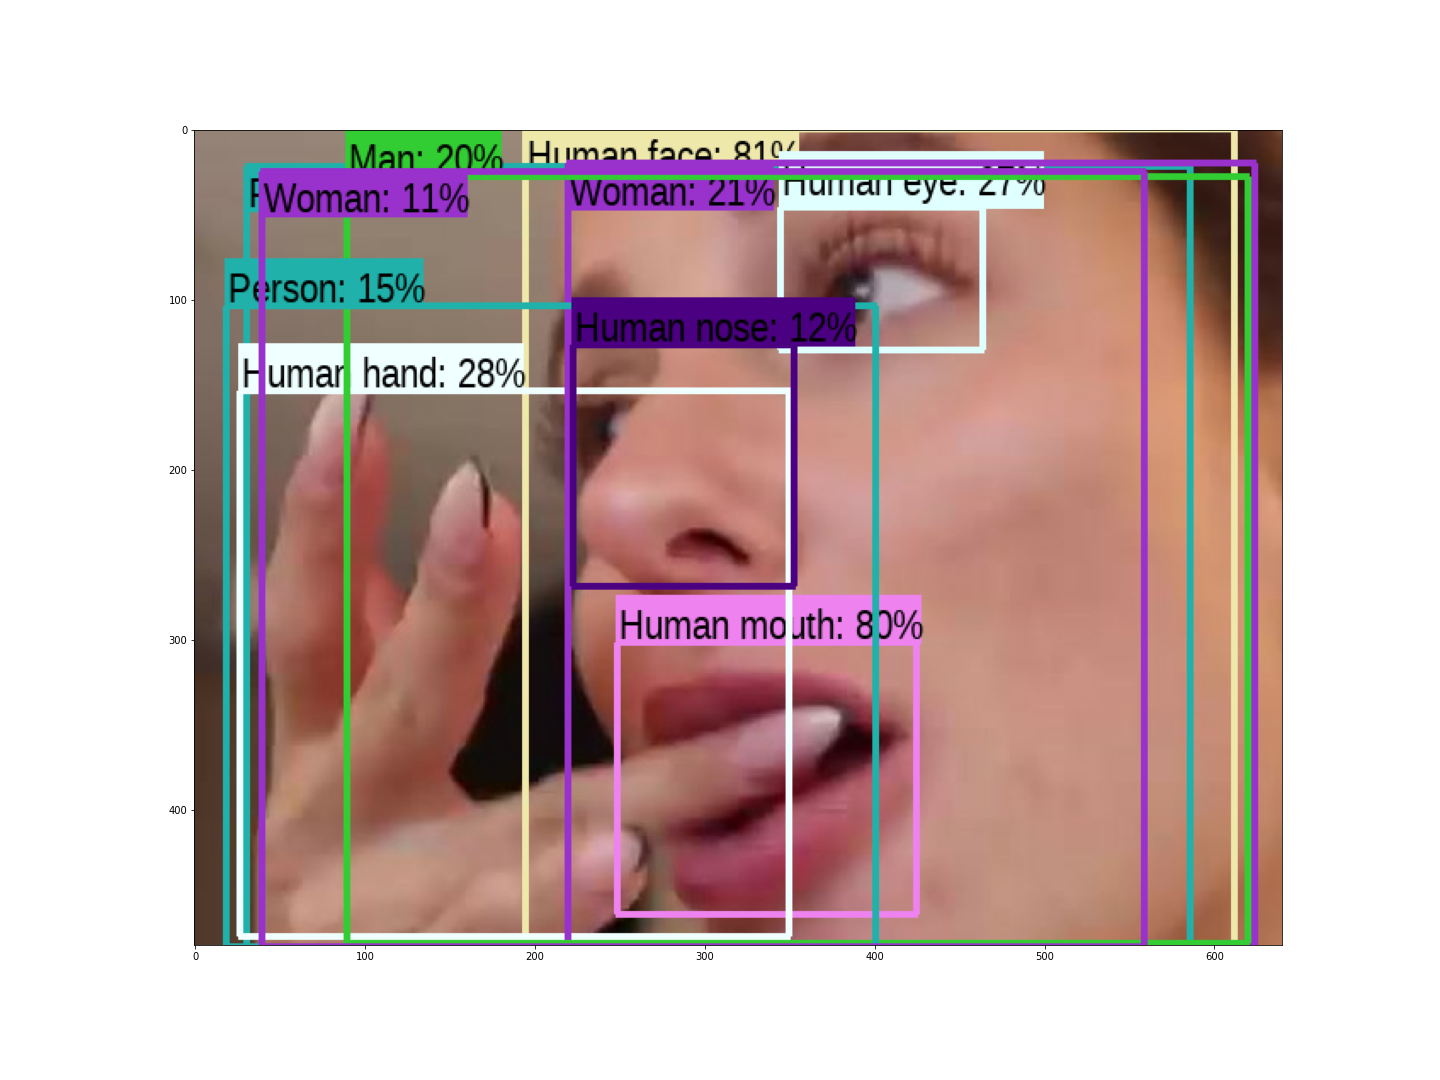 0
Man: 20%
Human face: 81%
Human eye: 27%
Woman: 11%
Woman: 21%
Person: 15%
100
Human nose: 12%
Human hand: 28%
200
Human mouth: 80%
300
400
0 100 200 300 400 500 600